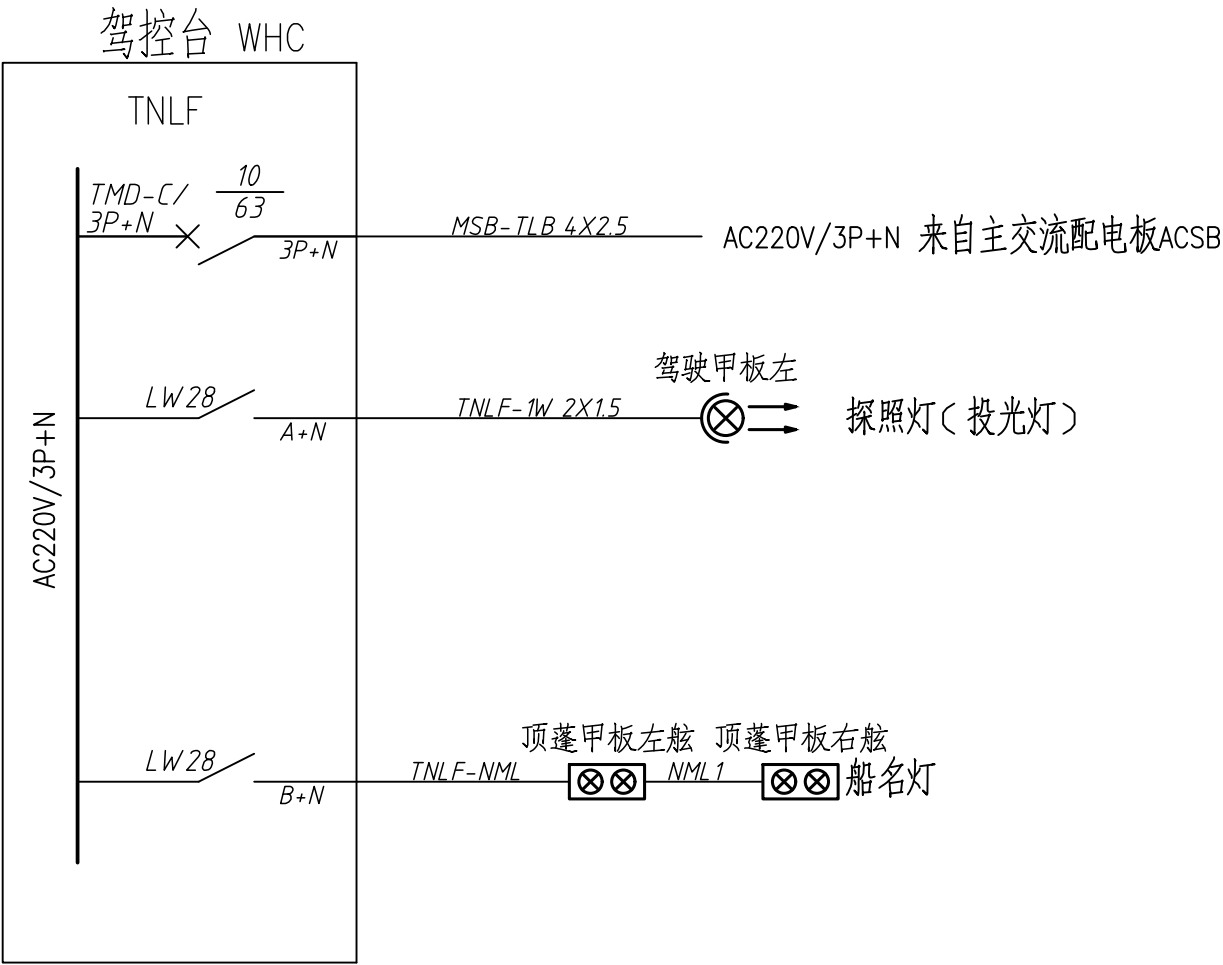 驾控台 WHC
TNLF
TMD-C/
3P+N
10
63
3P+N
MSB-TLB 4X2.5
AC220V/3P+N 来自主交流配电板ACSB
驾驶甲板左
LW28
A+N
TNLF-1W 2X1.5
探照灯(投光灯)
AC220V/3P+N
顶蓬甲板左舷 顶蓬甲板右舷
LW28
B+N
TNLF-NML
NML1
船名灯